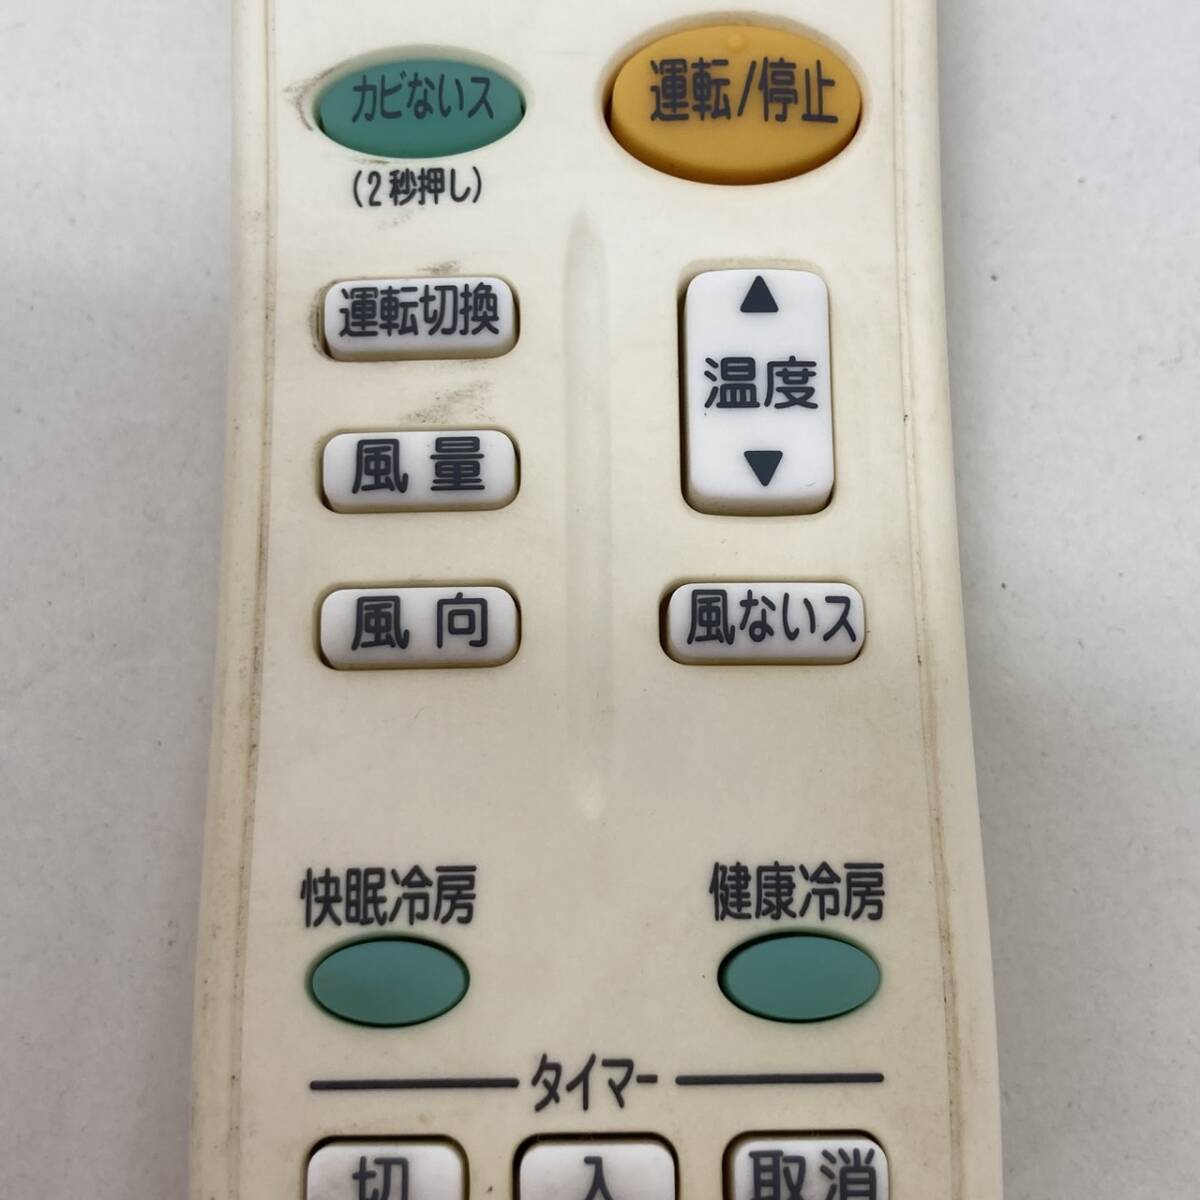 カビないス
運転/停止
(2秒押し)
運転切換
▲
温度
▼
風量
風向
風ないス
快眠冷房
健康冷房
タイマー
切
入
取消